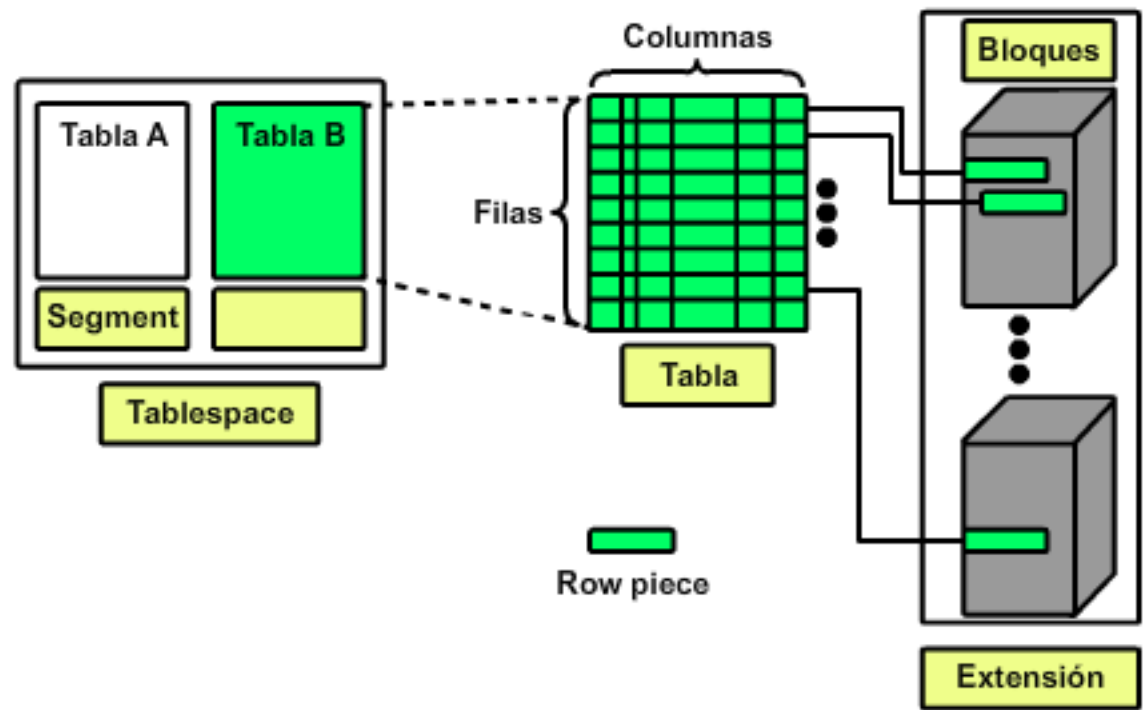 Tabla A
Tabla B
Segment
Tablespace
Columnas
Filas
Tabla
Row piece
Bloques
Extensión